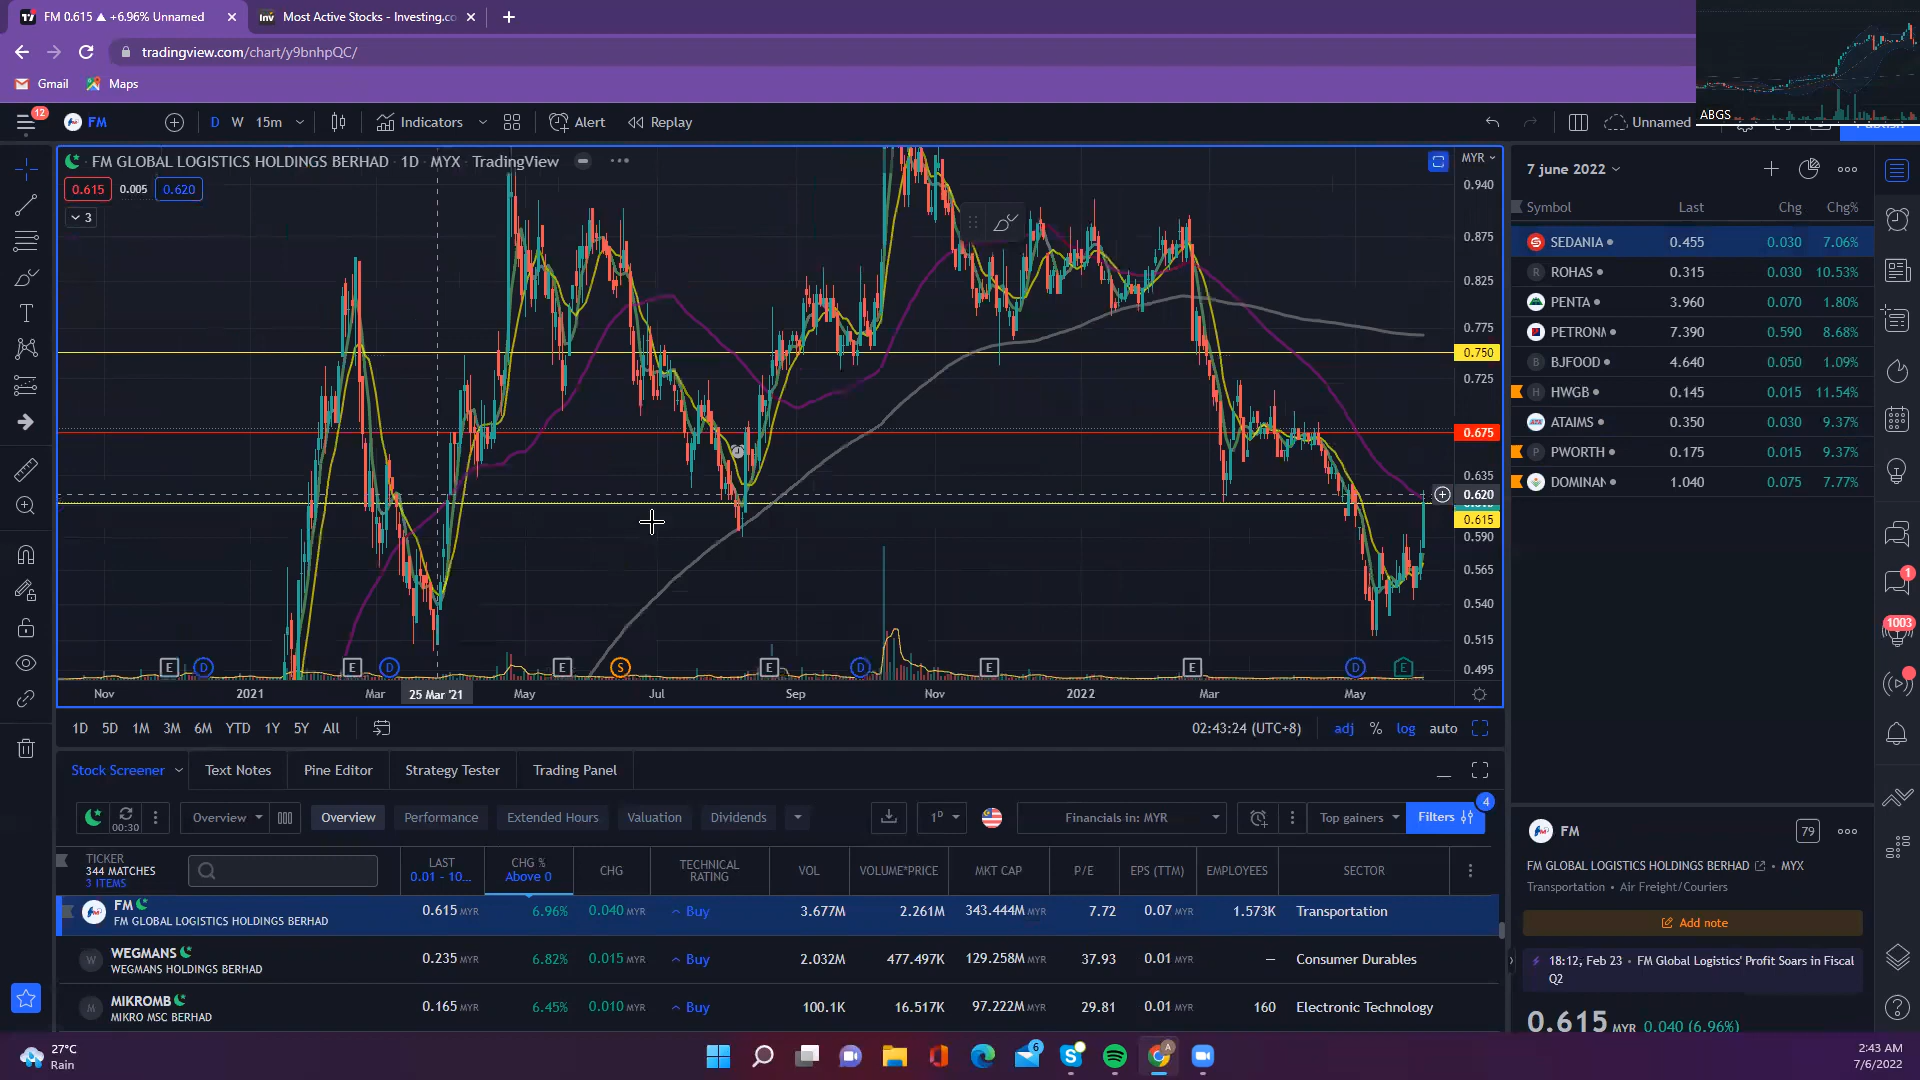 FM 0.615 ▲ +6.96% Unnamed
Most Active Stocks - Investing.co
tradingview.com/chart/y9bnhpQC/
Gmail
Maps
ABGS
12
FM
D
W
15m
Indicators
Alert
Replay
Unnamed
FM GLOBAL LOGISTICS HOLDINGS BERHAD · 1D · MYX · TradingView
MYR
0.615
0.005
0.620
3
0.940
0.875
0.825
0.775
0.750
0.725
0.675
0.635
0.620
0.615
0.590
0.565
0.540
0.515
0.495
E D E D E S E D E E D E
Nov
2021
Mar
25 Mar '21
May
Jul
Sep
Nov
2022
Mar
May
1D 5D 1M 3M 6M YTD 1Y 5Y All
02:43:24 (UTC+8)
adj % log auto
7 june 2022
Symbol Last Chg Chg%
SEDANIA 0.455 0.030 7.06%
ROHAS 0.315 0.030 10.53%
PENTA 3.960 0.070 1.80%
PETRONM 7.390 0.590 8.68%
BJFOOD 4.640 0.050 1.09%
HWGB 0.145 0.015 11.54%
ATAIMS 0.350 0.030 9.37%
PWORTH 0.175 0.015 9.37%
DOMINAN 1.040 0.075 7.77%
1
1003
Stock Screener
Text Notes
Pine Editor
Strategy Tester
Trading Panel
00:30
Overview
Overview
Performance
Extended Hours
Valuation
Dividends
1D
Financials in: MYR
Top gainers
Filters
4
TICKER
344 MATCHES
3 ITEMS
LAST
0.01 - 10...
CHG %
Above 0
CHG
TECHNICAL
RATING
VOL
VOLUME*PRICE
MKT CAP
P/E
EPS (TTM)
EMPLOYEES
SECTOR
FM
FM GLOBAL LOGISTICS HOLDINGS BERHAD
0.615 MYR 6.96% 0.040 MYR Buy 3.677M 2.261M 343.444M MYR 7.72 0.07 MYR 1.573K Transportation
WEGMANS
WEGMANS HOLDINGS BERHAD
0.235 MYR 6.82% 0.015 MYR Buy 2.032M 477.497K 129.258M MYR 37.93 0.01 MYR — Consumer Durables
MIKROMB
MIKRO MSC BERHAD
0.165 MYR 6.45% 0.010 MYR Buy 100.1K 16.517K 97.222M MYR 29.81 0.01 MYR 160 Electronic Technology
FM
79
FM GLOBAL LOGISTICS HOLDINGS BERHAD • MYX
Transportation • Air Freight/Couriers
Add note
18:12, Feb 23 • FM Global Logistics' Profit Soars in Fiscal
Q2
0.615 MYR 0.040 (6.96%)
27°C
Rain
6
2:43 AM
7/6/2022